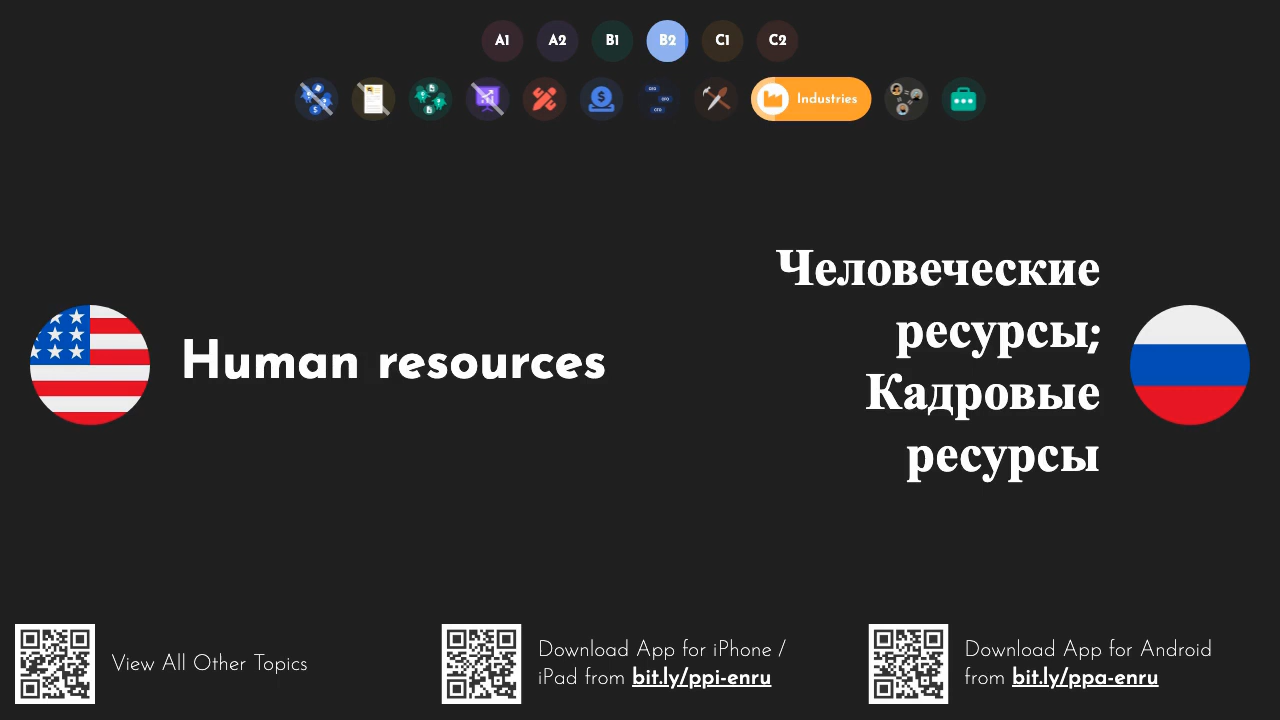 A1 A2 B1 B2 C1 C2
Industries
Human resources
Человеческие
ресурсы;
Кадровые
ресурсы
View All Other Topics
Download App for iPhone /
iPad from bit.ly/ppi-enru
Download App for Android
from bit.ly/ppa-enru